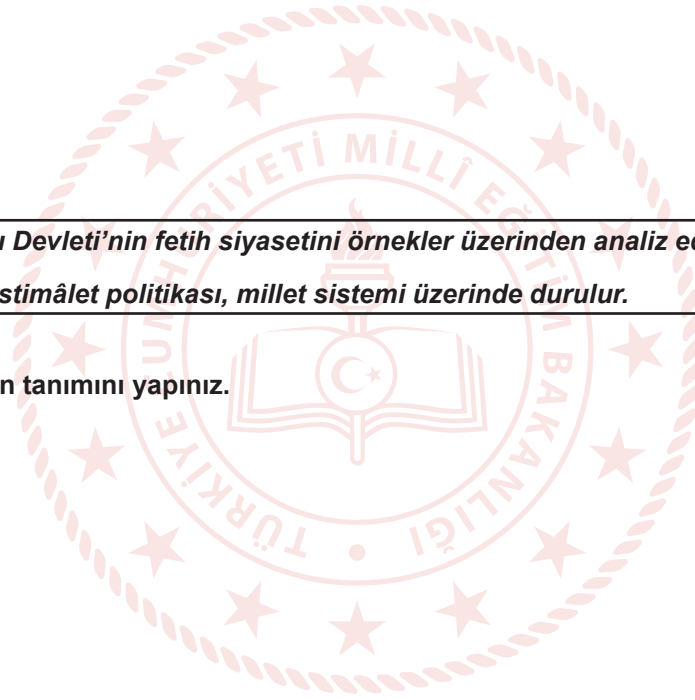 Devleti’nin fetih siyasetini örnekler üzerinden analiz
stimâlet politikası, millet sistemi üzerinde durulur.
tanımını yapınız.
TÜRKİYE CUMHURİYETİ MİLLÎ EĞİTİM BAKANLIĞI